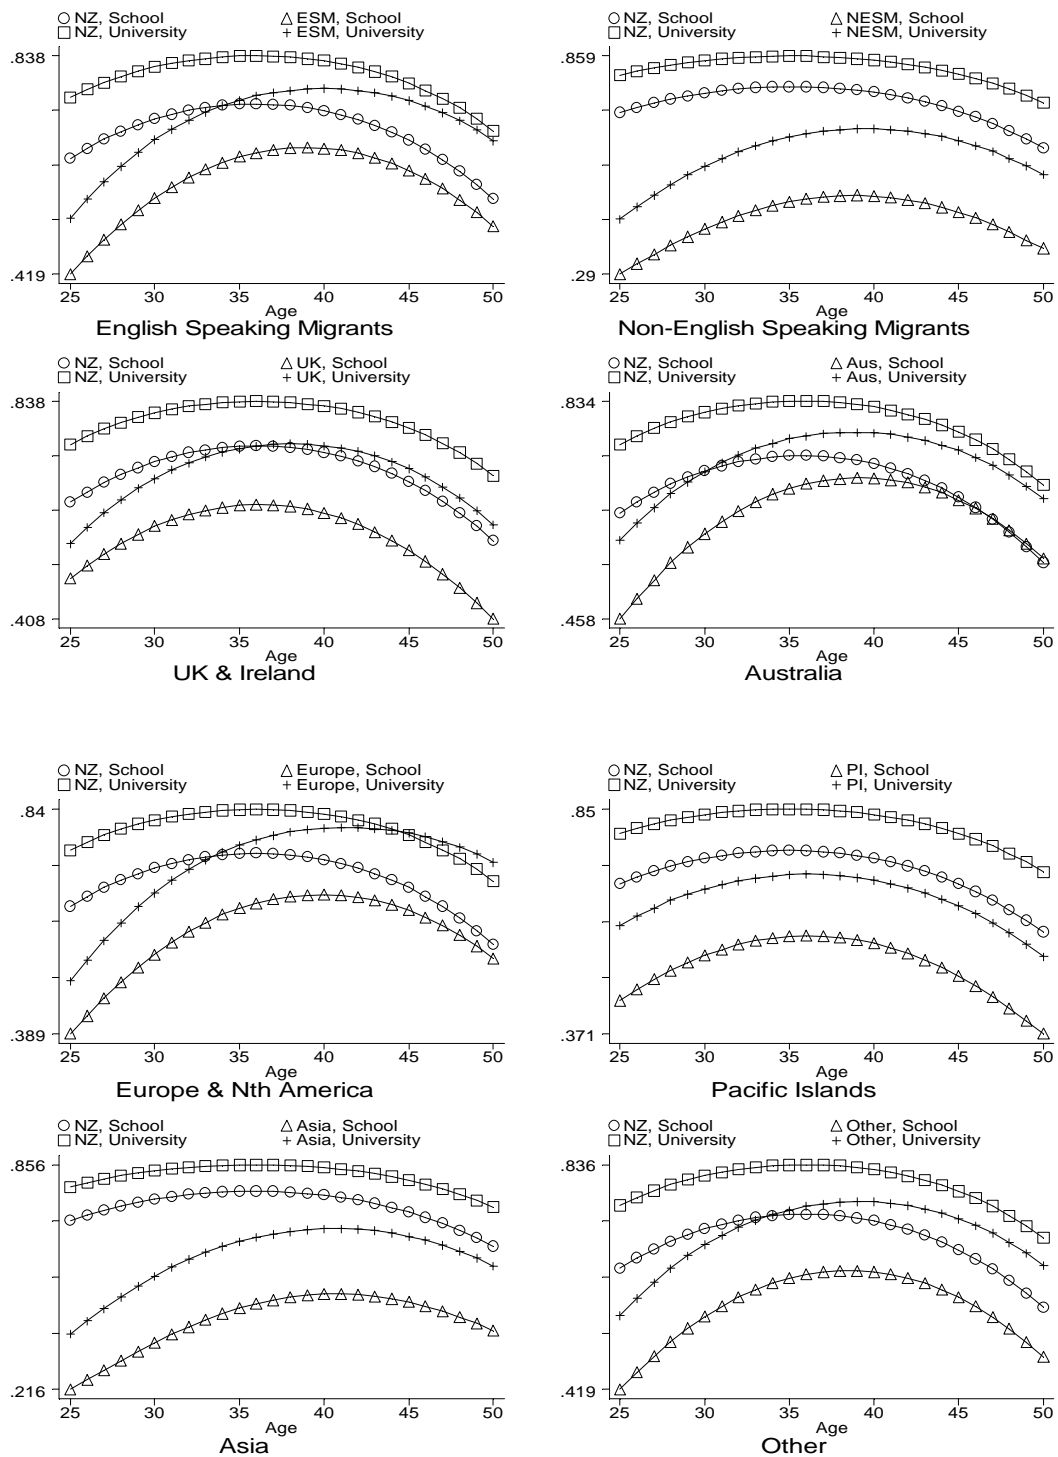 NZ, School ESM, School
NZ, University ESM, University
.838
.419
25 30 35 40 45 50
Age
English Speaking Migrants
NZ, School NESM, School
NZ, University NESM, University
.859
.29
25 30 35 40 45 50
Age
Non-English Speaking Migrants
NZ, School UK, School
NZ, University UK, University
.838
.408
25 30 35 40 45 50
Age
UK & Ireland
NZ, School Aus, School
NZ, University Aus, University
.834
.458
25 30 35 40 45 50
Age
Australia
NZ, School Europe, School
NZ, University Europe, University
.84
.389
25 30 35 40 45 50
Age
Europe & Nth America
NZ, School PI, School
NZ, University PI, University
.85
.371
25 30 35 40 45 50
Age
Pacific Islands
NZ, School Asia, School
NZ, University Asia, University
.856
.216
25 30 35 40 45 50
Age
Asia
NZ, School Other, School
NZ, University Other, University
.836
.419
25 30 35 40 45 50
Age
Other